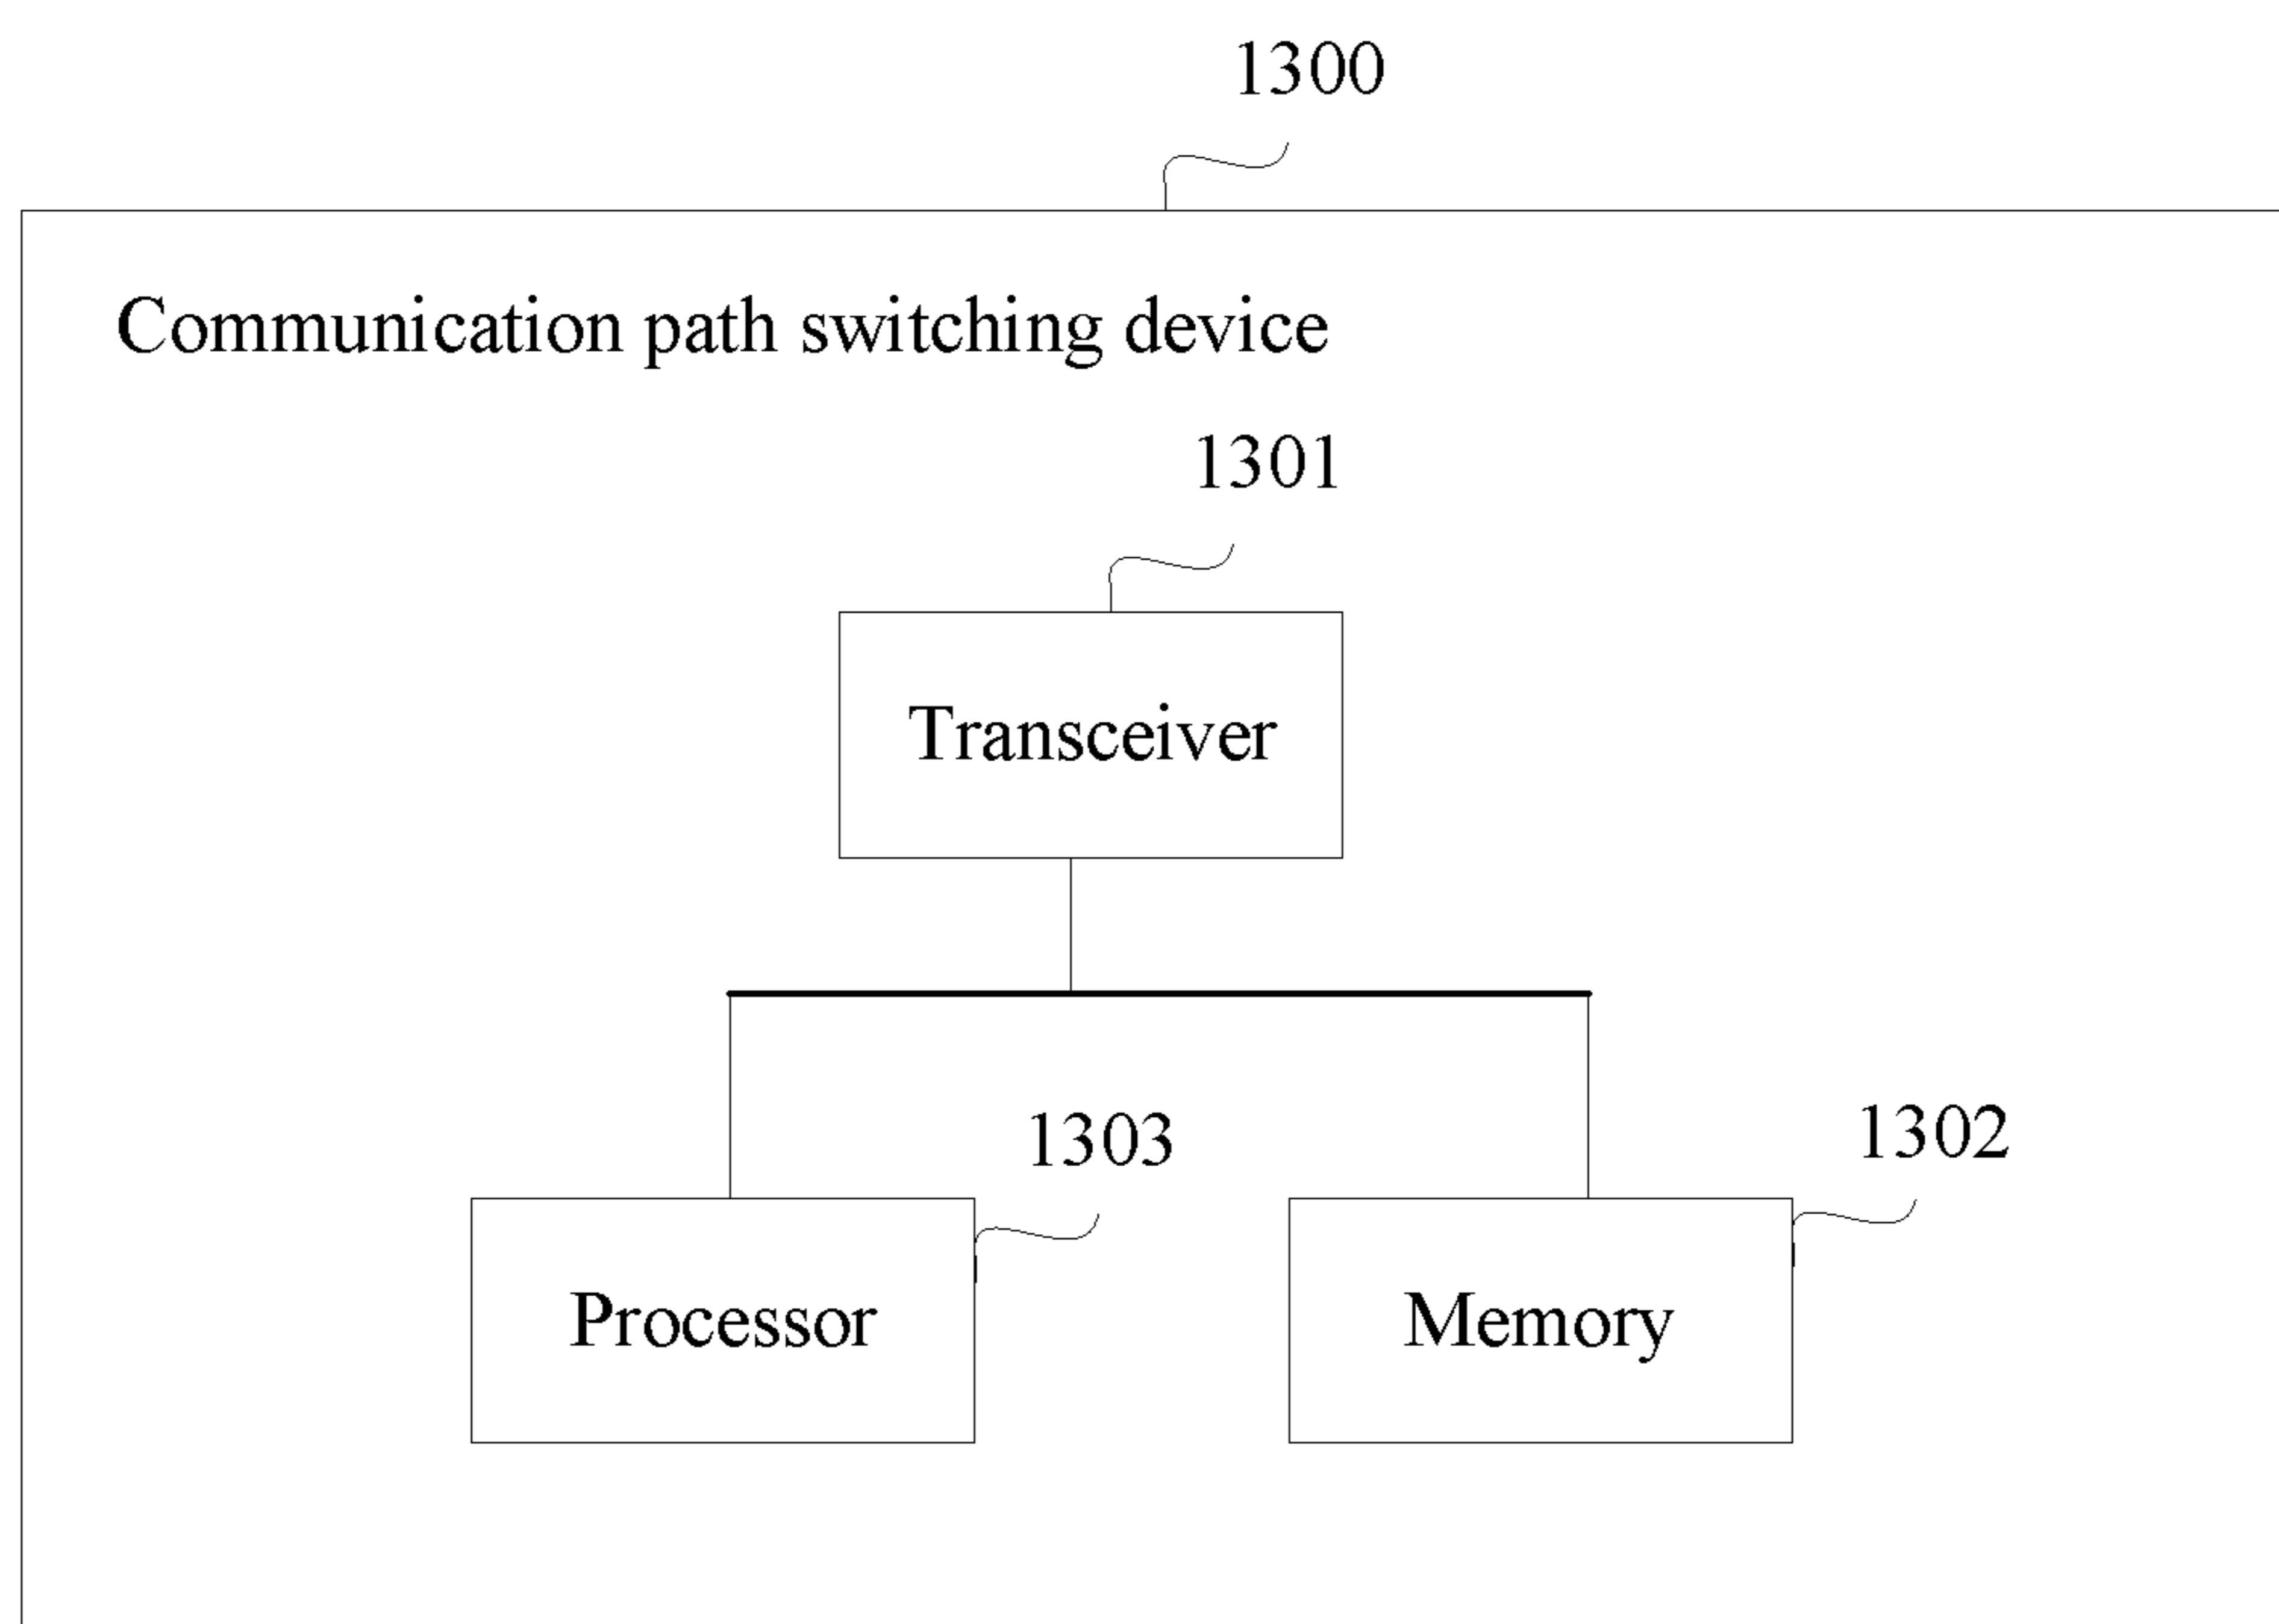 1300
Communication path switching device
1301
Transceiver
1303
1302
Processor
Memory